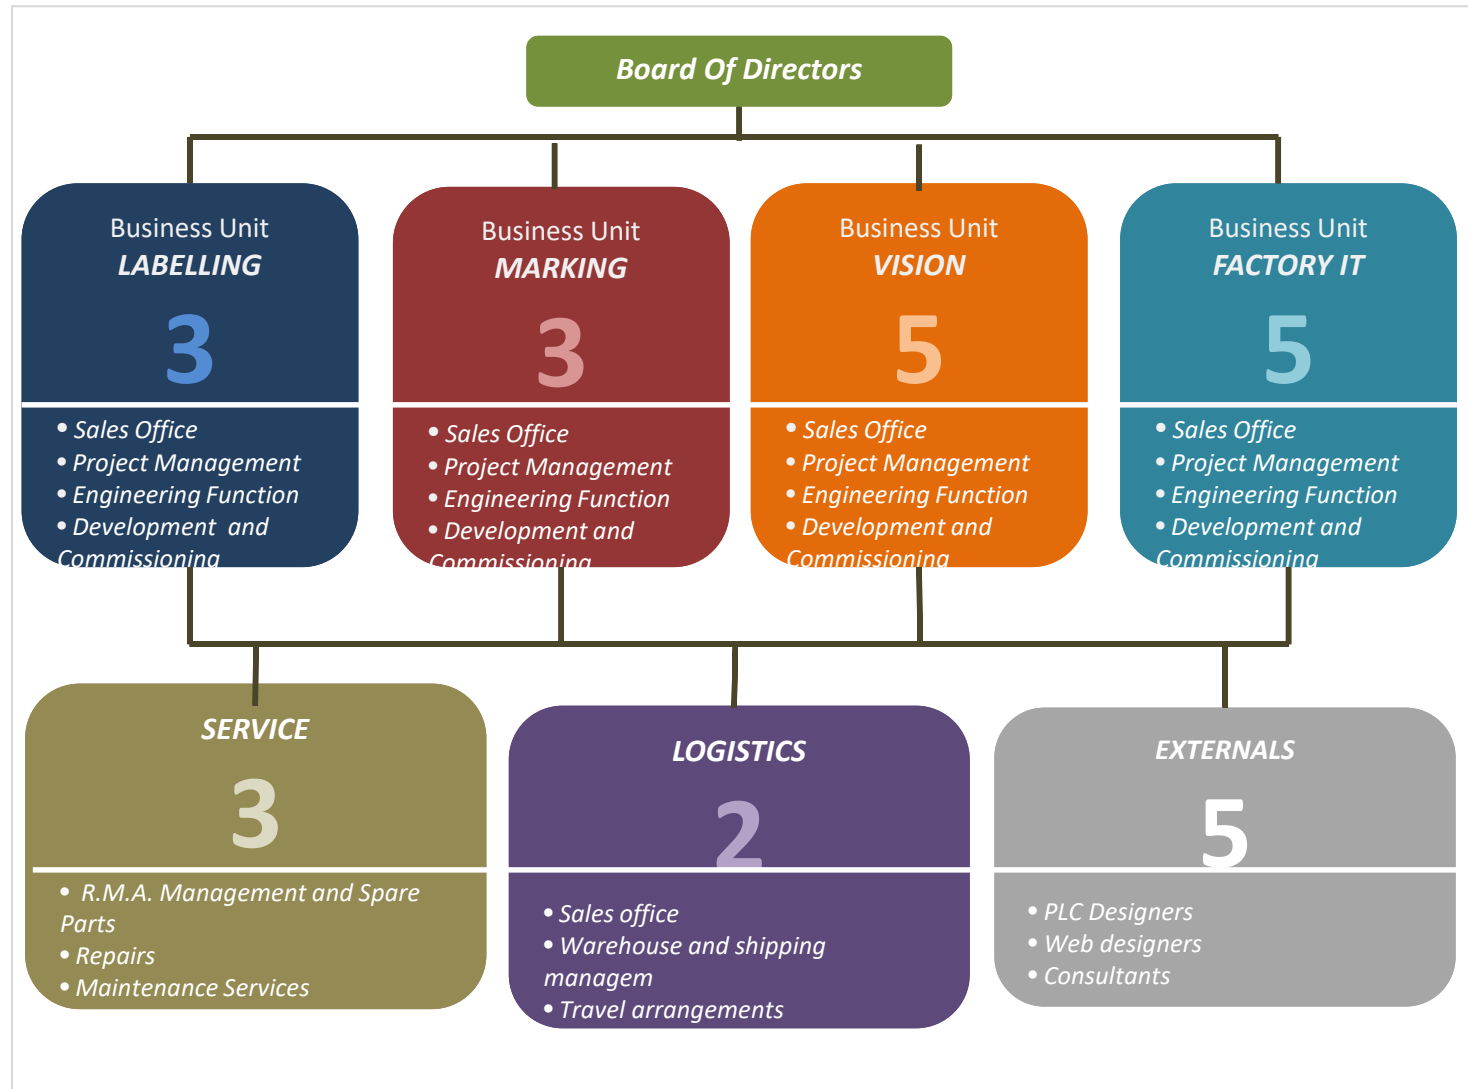 Board Of Directors
Business Unit
LABELLING
3
• Sales Office
• Project Management
• Engineering Function
• Development and
Commissioning
Business Unit
MARKING
3
• Sales Office
• Project Management
• Engineering Function
• Development and
Commissioning
Business Unit
VISION
5
• Sales Office
• Project Management
• Engineering Function
• Development and
Commissioning
Business Unit
FACTORY IT
5
• Sales Office
• Project Management
• Engineering Function
• Development and
Commissioning
SERVICE
3
• R.M.A. Management and Spare
Parts
• Repairs
• Maintenance Services
LOGISTICS
2
• Sales office
• Warehouse and shipping
managem
• Travel arrangements
EXTERNALS
5
• PLC Designers
• Web designers
• Consultants